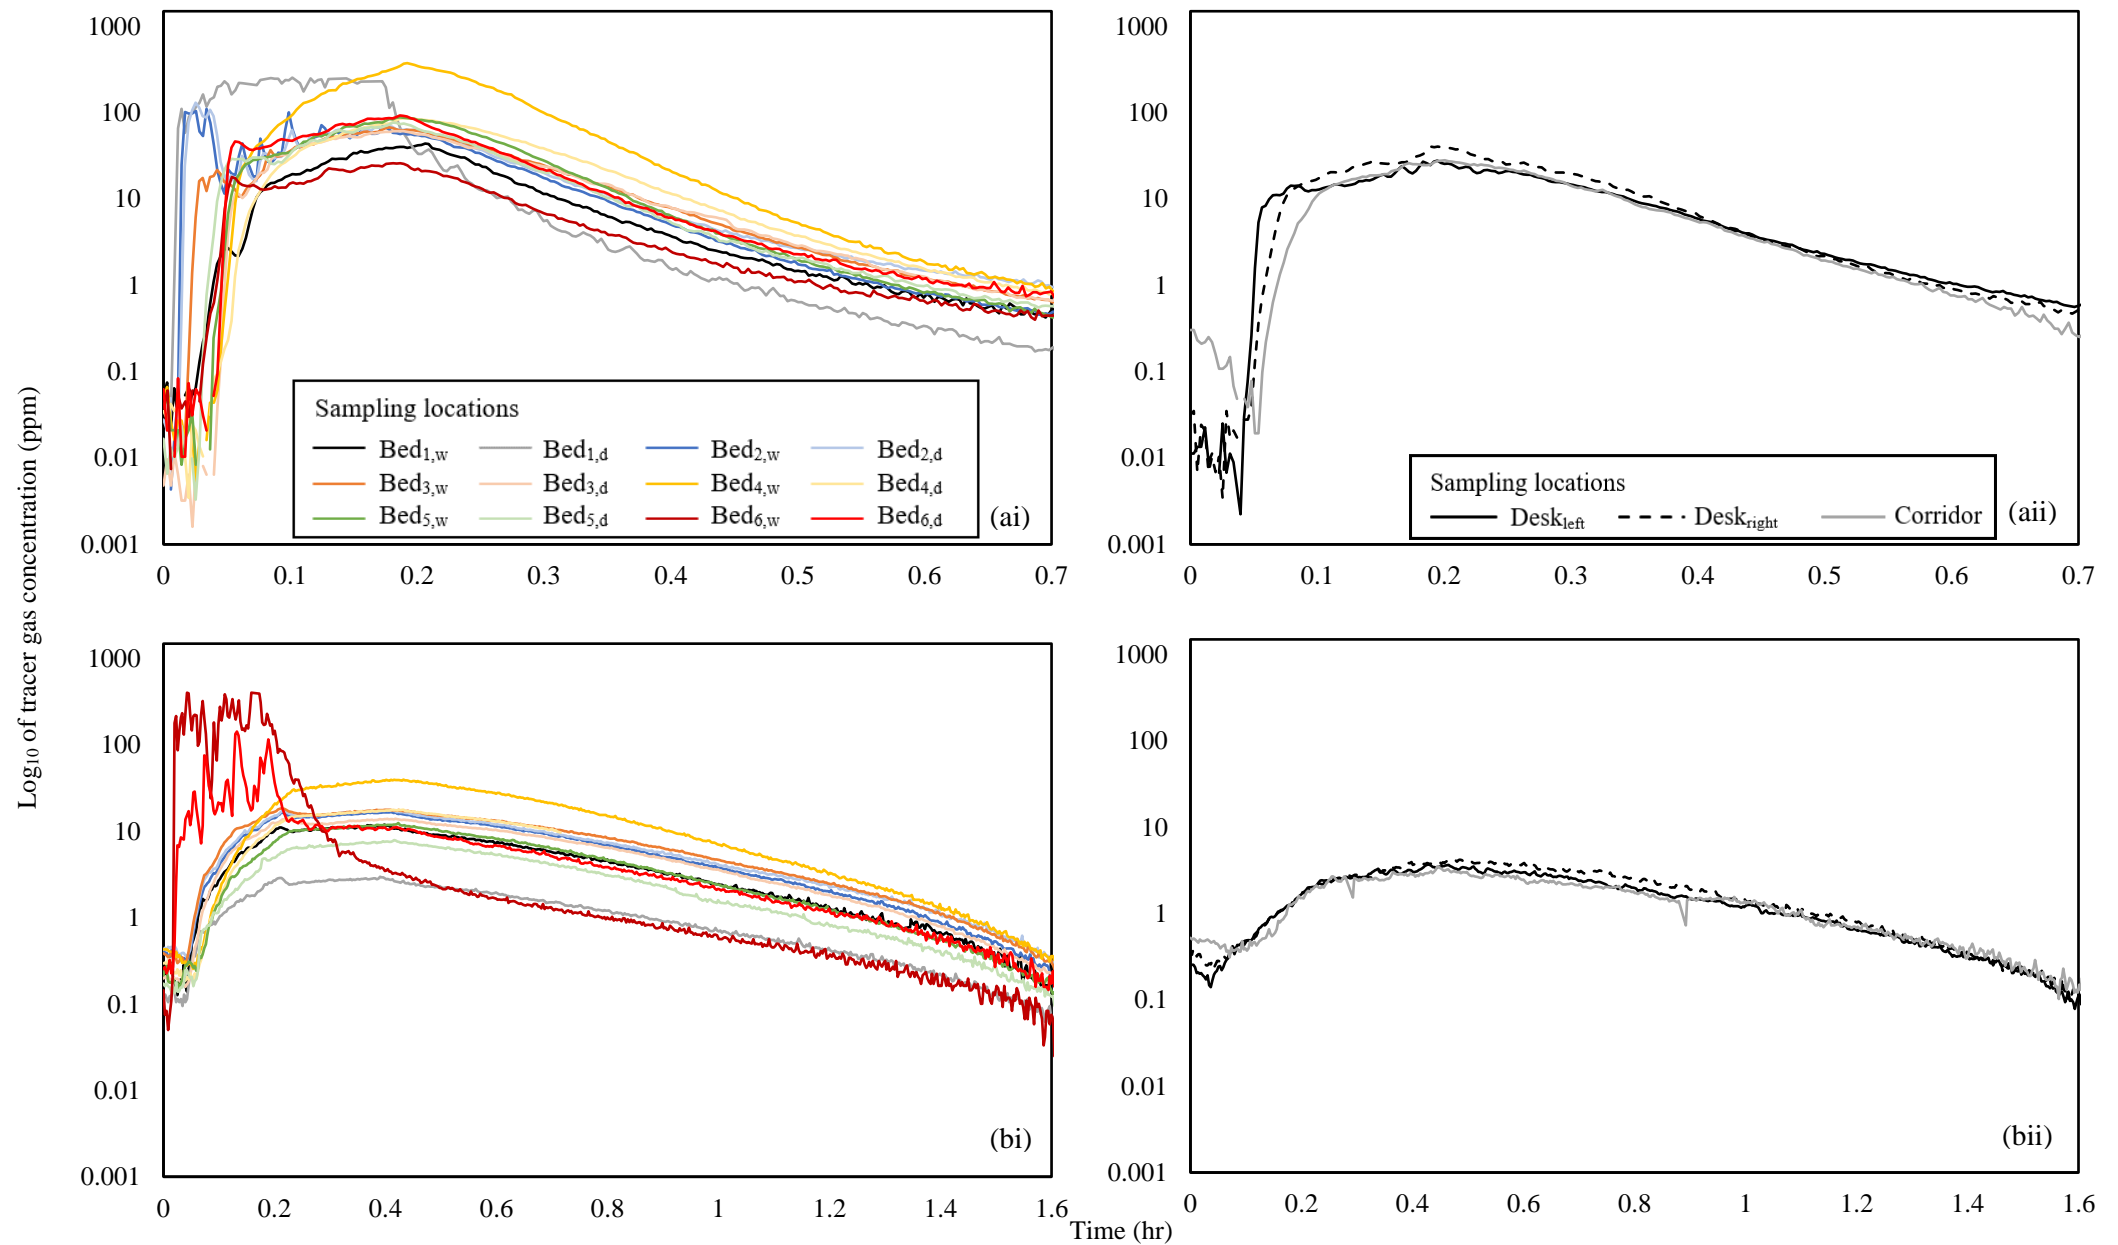 1000
100
10
1
0.1
0.01
0.001
0 0.1 0.2 0.3 0.4 0.5 0.6 0.7
Sampling locations
Bed1,w Bed1,d Bed2,w Bed2,d
Bed3,w Bed3,d Bed4,w Bed4,d
Bed5,w Bed5,d Bed6,w Bed6,d
(ai)
1000
100
10
1
0.1
0.01
0.001
0 0.1 0.2 0.3 0.4 0.5 0.6 0.7
Sampling locations
Deskleft Deskright Corridor
(aii)
Log10 of tracer gas concentration (ppm)
1000
100
10
1
0.1
0.01
0.001
0 0.2 0.4 0.6 0.8 1 1.2 1.4 1.6
(bi)
1000
100
10
1
0.1
0.01
0.001
0 0.2 0.4 0.6 0.8 1 1.2 1.4 1.6
(bii)
Time (hr)